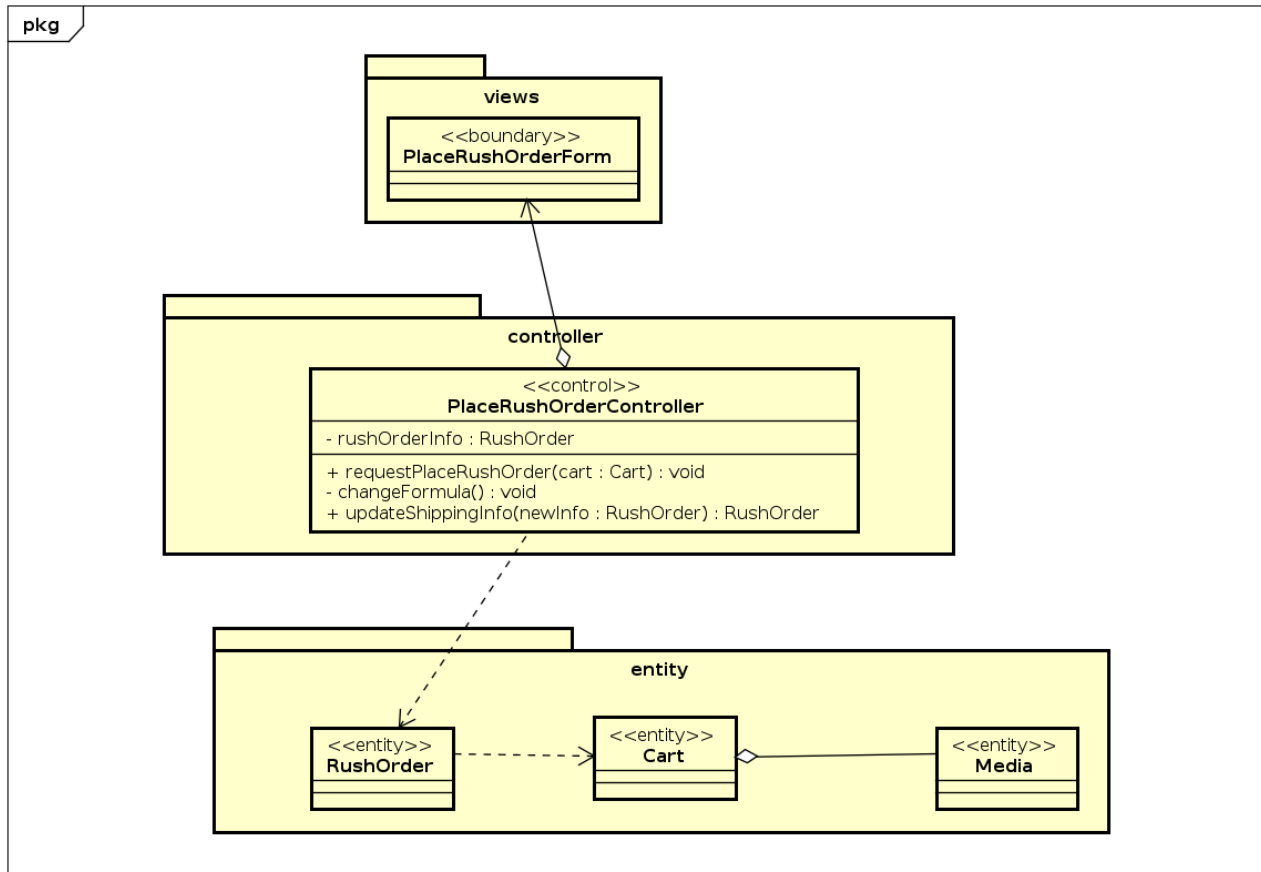 pkg
views
<<boundary>>
PlaceRushOrderForm
controller
<<control>>
PlaceRushOrderController
- rushOrderInfo : RushOrder
+ requestPlaceRushOrder(cart : Cart) : void
- changeFormula() : void
+ updateShippingInfo(newInfo : RushOrder) : RushOrder
entity
<<entity>>
RushOrder
<<entity>>
Cart
<<entity>>
Media